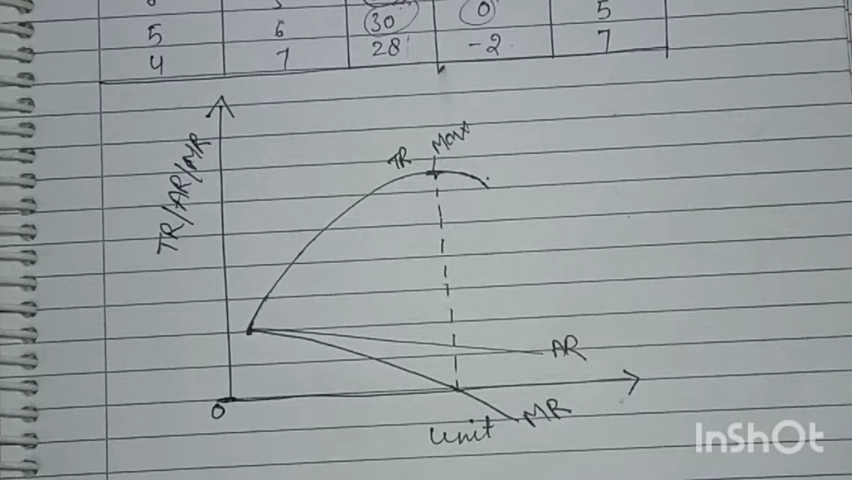 5 6 30 0 5
4 7 28 -2 7
TR/AR/MR
TR Max
AR
MR
0
Unit
InShOt